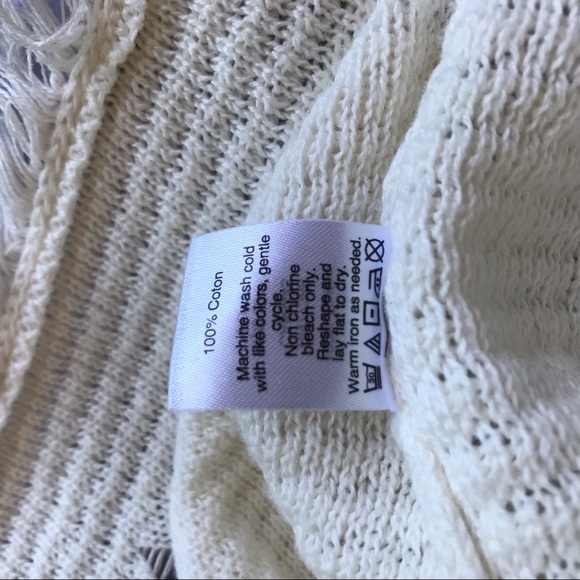 100% Coton
Machine wash cold
with like colors, gentle
cycle.
Non chlorine
bleach only.
Reshape and
lay flat to dry.
Warm iron as needed.